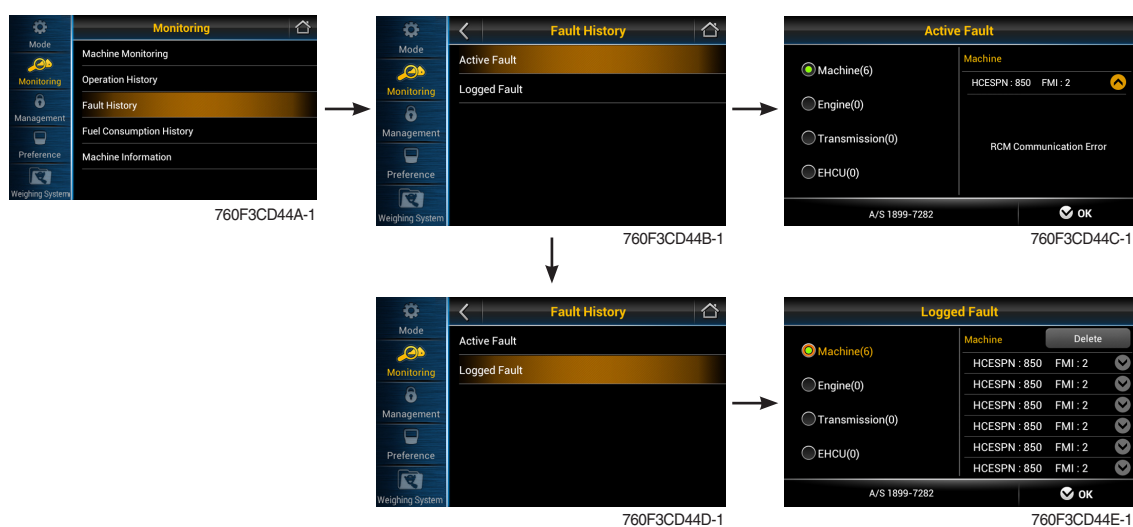 Monitoring
Mode
Monitoring
Management
Preference
Weighing System
Machine Monitoring
Operation History
Fault History
Fuel Consumption History
Machine Information
760F3CD44A-1
Fault History
Mode
Monitoring
Management
Preference
Weighing System
Active Fault
Logged Fault
760F3CD44B-1
Active Fault
Machine(6)
Engine(0)
Transmission(0)
EHCU(0)
Machine
HCESPN : 850 FMI : 2
RCM Communication Error
A/S 1899-7282
OK
760F3CD44C-1
Fault History
Mode
Monitoring
Management
Preference
Weighing System
Active Fault
Logged Fault
760F3CD44D-1
Logged Fault
Machine(6)
Engine(0)
Transmission(0)
EHCU(0)
Machine Delete
HCESPN : 850 FMI : 2
HCESPN : 850 FMI : 2
HCESPN : 850 FMI : 2
HCESPN : 850 FMI : 2
HCESPN : 850 FMI : 2
HCESPN : 850 FMI : 2
A/S 1899-7282
OK
760F3CD44E-1